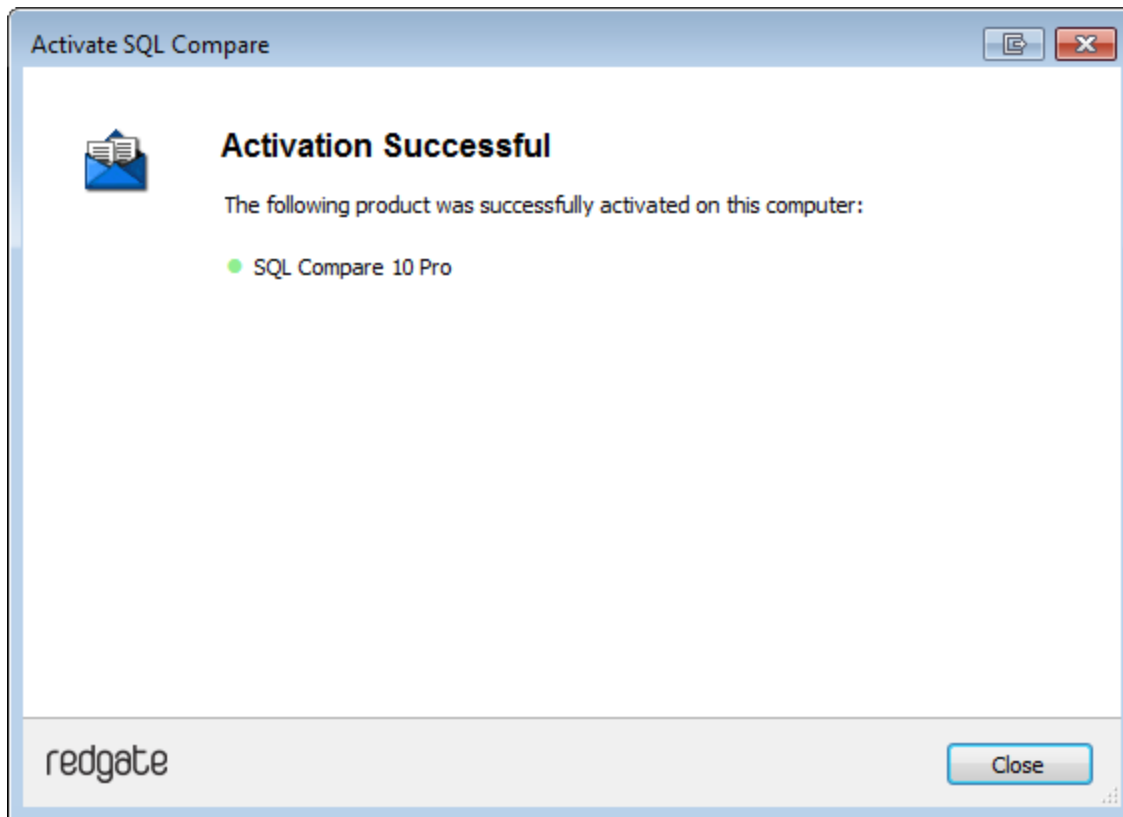 Activate SQL Compare
Activation Successful
The following product was successfully activated on this computer:
SQL Compare 10 Pro
redgate
Close